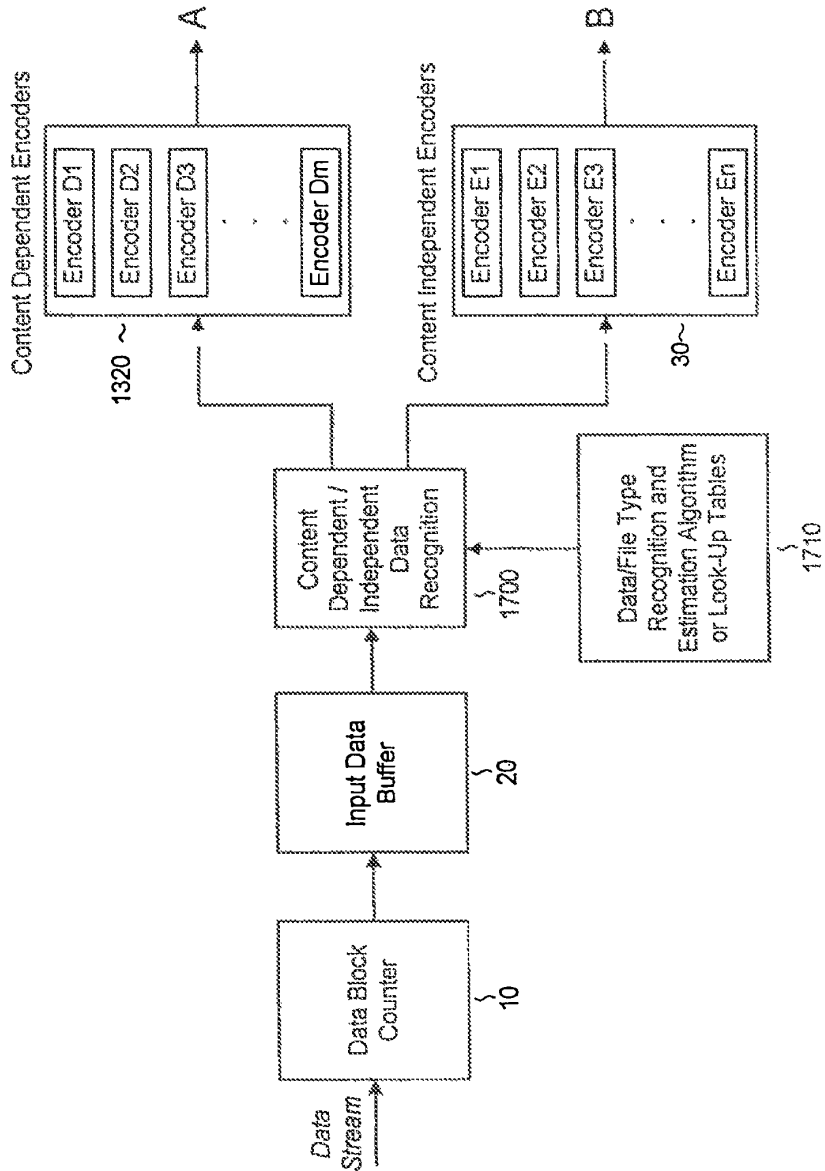 Data
Stream
Data Block
Counter
10
Input Data
Buffer
20
Content
Dependent /
Independent
Data
Recognition
1700
Data/File Type
Recognition and
Estimation Algorithm
or Look-Up Tables
1710
Content Dependent Encoders
1320
Encoder D1
Encoder D2
Encoder D3
Encoder Dm
A
Content Independent Encoders
30
Encoder E1
Encoder E2
Encoder E3
Encoder En
B